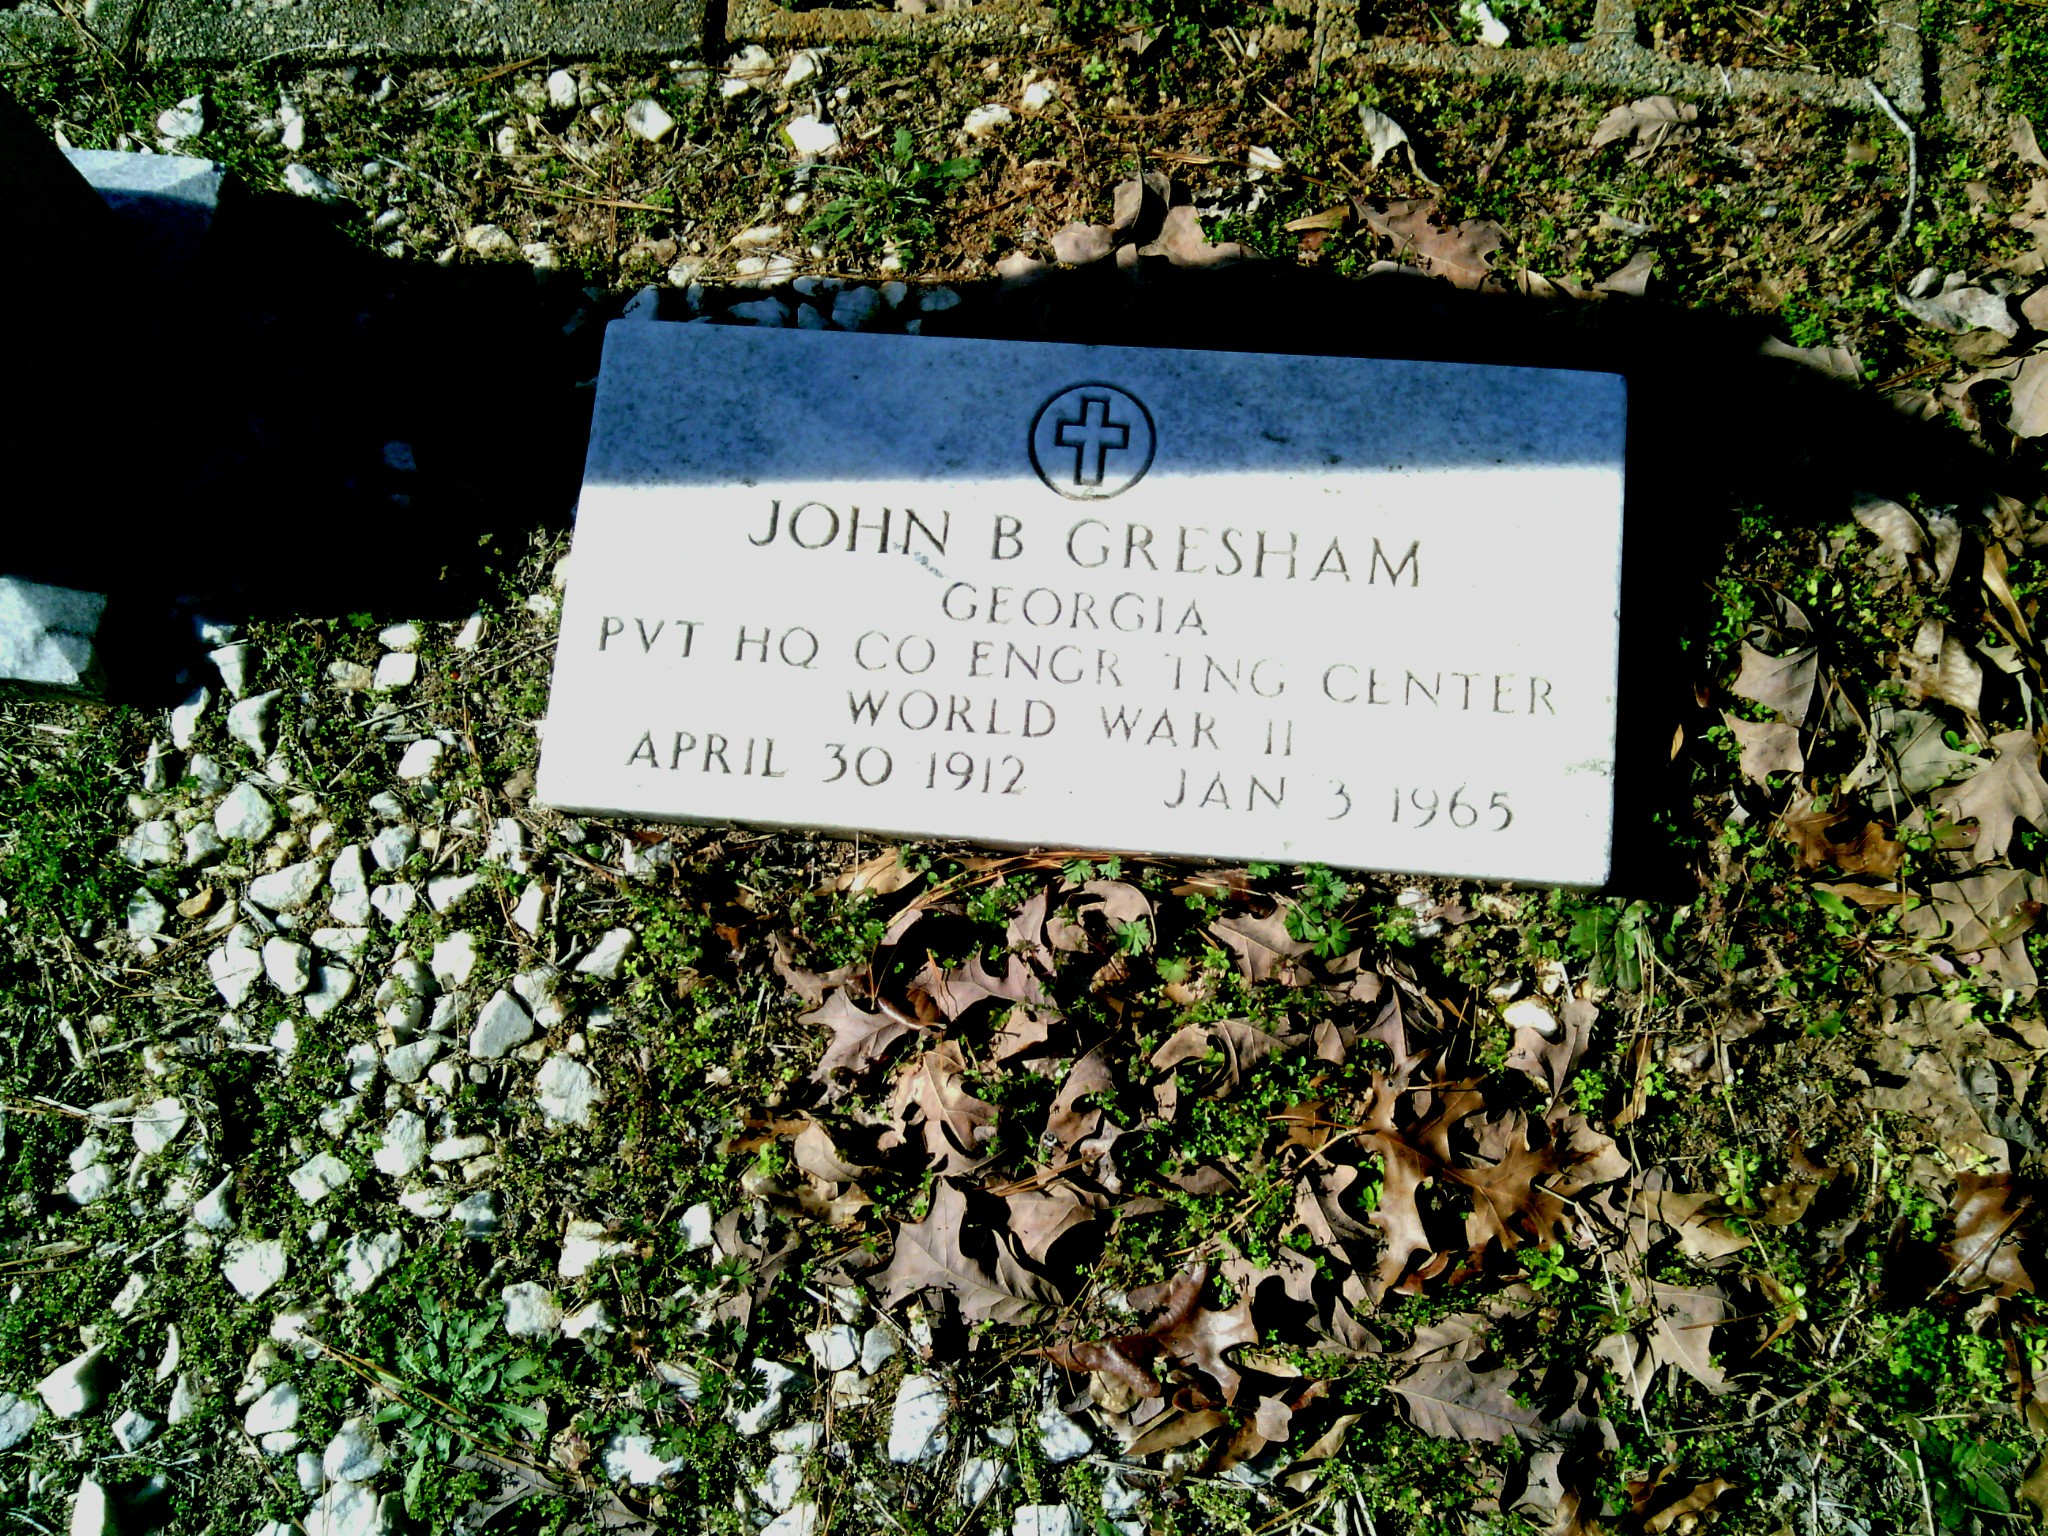 JOHN B GRESHAM
GEORGIA
PVT HQ CO ENGR TNG CENTER
WORLD WAR II
APRIL 30 1912 JAN 3 1965